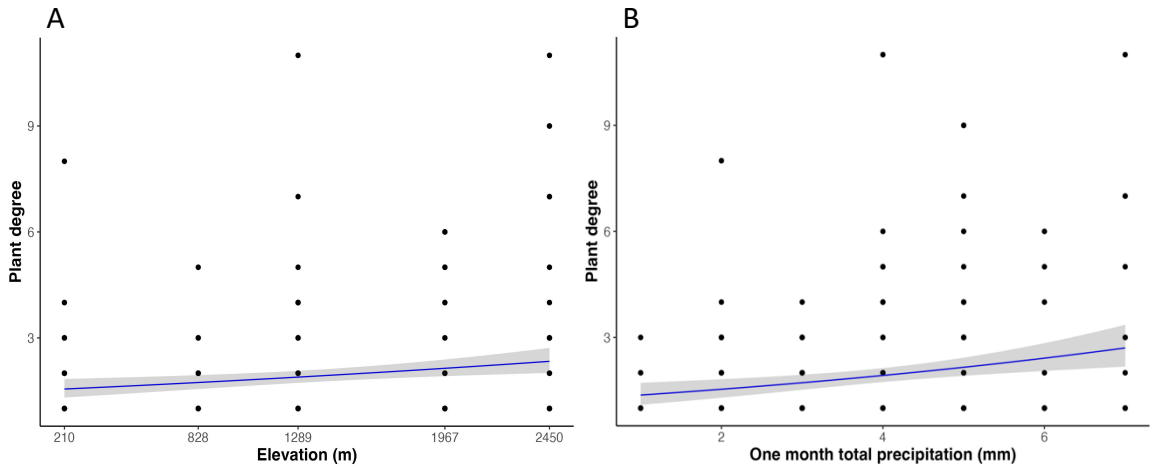 A
B
Plant degree
9
6
3
210 828 1289 1967 2450
Elevation (m)
Plant degree
9
6
3
2 4 6
One month total precipitation (mm)